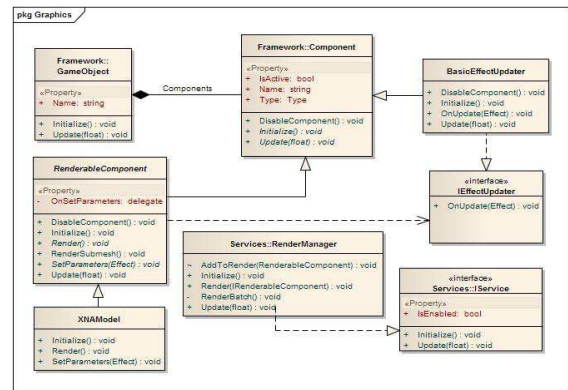 pkg Graphics
Framework::
GameObject
«Property»
+ Name: string
+ Initialize() : void
+ Update(float) : void
Components
Framework::Component
«Property»
+ IsActive: bool
+ Name: string
+ Type: Type
+ DisableComponent() : void
+ Initialize() : void
+ Update(float) : void
BasicEffectUpdater
+ DisableComponent() : void
+ Initialize() : void
+ OnUpdate(Effect) : void
+ Update(float) : void
RenderableComponent
«Property»
- OnSetParameters: delegate
+ DisableComponent() : void
+ Initialize() : void
+ Render() : void
+ RenderSubmesh() : void
+ SetParameters(Effect) : void
+ Update(float) : void
«interface»
IEffectUpdater
+ OnUpdate(Effect) : void
Services::RenderManager
~ AddToRender(RenderableComponent) : void
+ Initialize() : void
+ Render(IRenderableComponent) : void
- RenderBatch() : void
+ Update(float) : void
«interface»
Services::IService
«Property»
+ IsEnabled: bool
+ Initialize() : void
+ Update(float) : void
XNAModel
+ Initialize() : void
+ Render() : void
+ SetParameters(Effect) : void